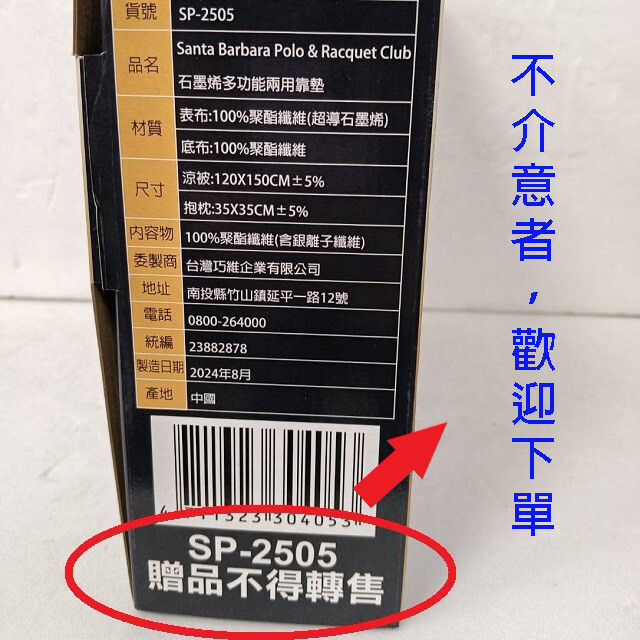 貨號 SP-2505
品名 Santa Barbara Polo & Racquet Club
石墨烯多功能兩用靠墊
材質 表布:100%聚酯纖維(超導石墨烯)
底布:100%聚酯纖維
尺寸 涼被:120X150CM±5%
抱枕:35X35CM±5%
内容物 100%聚酯纖維(含銀離子纖維)
委製商 台灣巧維企業有限公司
地址 南投縣竹山鎮延平一路12號
電話 0800-264000
統編 23882878
製造日期 2024年8月
產地 中國
SP-2505
贈品不得轉售
不介意者，歡迎下單